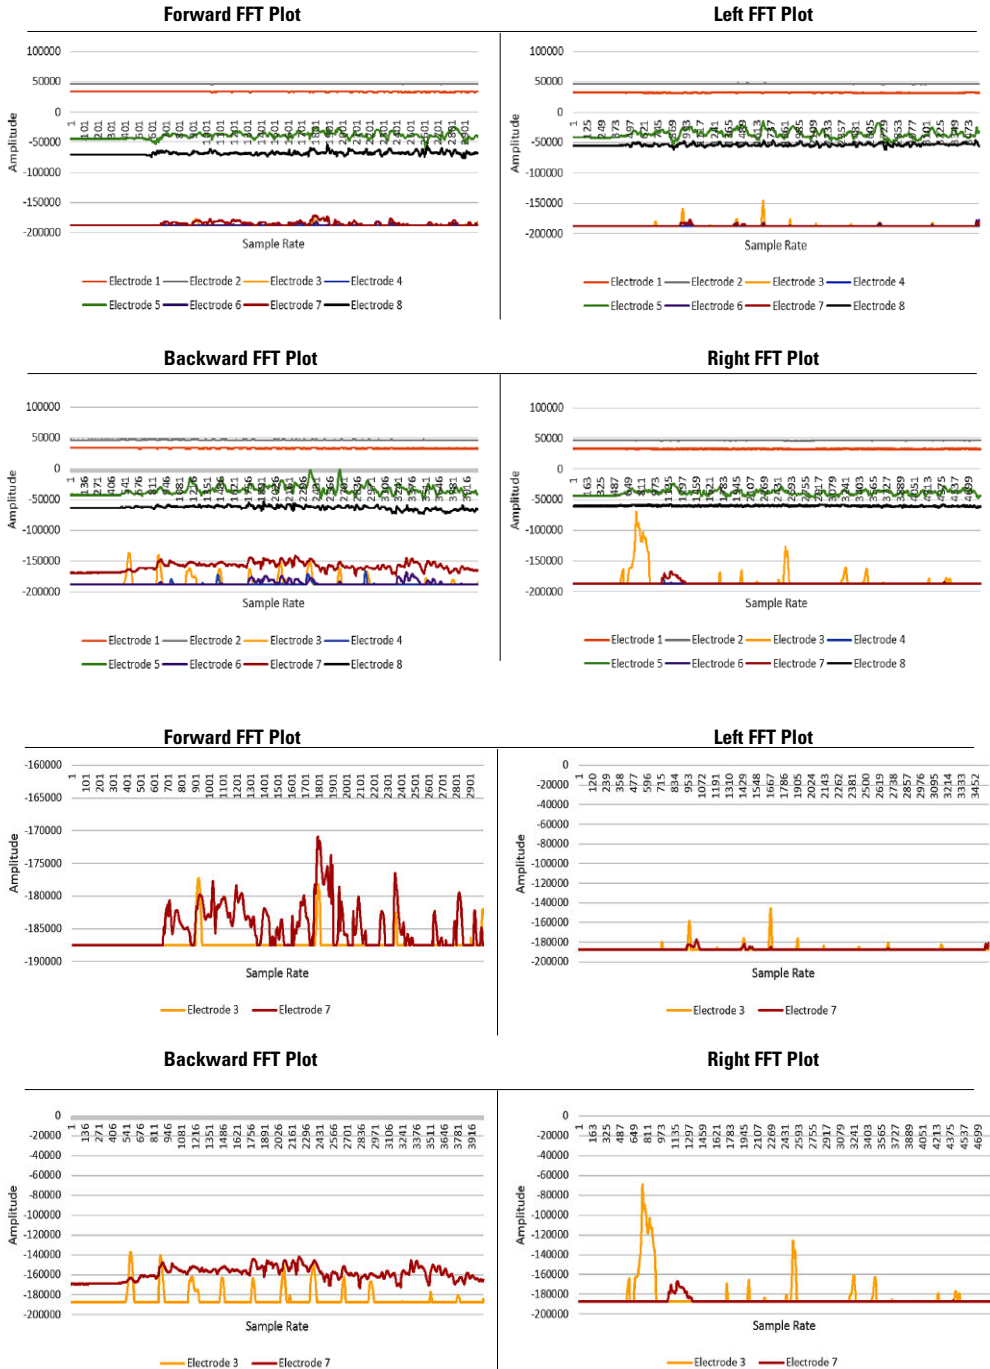 Forward FFT Plot
Left FFT Plot
100000
50000
0
-50000
-100000
-150000
-200000
Amplitude
Sample Rate
Electrode 1 Electrode 2 Electrode 3 Electrode 4
Electrode 5 Electrode 6 Electrode 7 Electrode 8
100000
50000
0
-50000
-100000
-150000
-200000
Amplitude
Sample Rate
Electrode 1 Electrode 2 Electrode 3 Electrode 4
Electrode 5 Electrode 6 Electrode 7 Electrode 8
Backward FFT Plot
Right FFT Plot
100000
50000
0
-50000
-100000
-150000
-200000
Amplitude
1 136 271 406
Sample Rate
Electrode 1 Electrode 2 Electrode 3 Electrode 4
Electrode 5 Electrode 6 Electrode 7 Electrode 8
100000
50000
0
-50000
-100000
-150000
-200000
Amplitude
1 163 325 487
Sample Rate
Electrode 1 Electrode 2 Electrode 3 Electrode 4
Electrode 5 Electrode 6 Electrode 7 Electrode 8
Forward FFT Plot
Left FFT Plot
-160000
-165000
-170000
-175000
-180000
-185000
-190000
Amplitude
1 101 201 301 401 501 601 701 801 901 1001 1101 1201 1301 1401 1501 1601 1701 1801 1901 2001 2101 2201 2301 2401 2501 2601 2701 2801 2901
Sample Rate
Electrode 3 Electrode 7
0
-20000
-40000
-60000
-80000
-100000
-120000
-140000
-160000
-180000
-200000
Amplitude
1 120 239 358 477 596 715 834 953 1072 1191 1310 1429 1548 1667 1786 1905 2024 2143 2262 2381 2500 2619 2738 2857 2976 3095 3214 3333 3452
Sample Rate
Electrode 3 Electrode 7
Backward FFT Plot
Right FFT Plot
0
-20000
-40000
-60000
-80000
-100000
-120000
-140000
-160000
-180000
-200000
Amplitude
1 136 271 406 541 676 811 946 1081 1216 1351 1486 1621 1756 1891 2026 2161 2296 2431 2566 2701 2836 2971 3106 3241 3376 3511 3646 3781 3916
Sample Rate
Electrode 3 Electrode 7
0
-20000
-40000
-60000
-80000
-100000
-120000
-140000
-160000
-180000
-200000
Amplitude
1 163 325 487 649 811 973 1135 1297 1459 1621 1783 1945 2107 2269 2431 2593 2755 2917 3079 3241 3403 3565 3727 3889 4051 4213 4375 4537 4699
Sample Rate
Electrode 3 Electrode 7